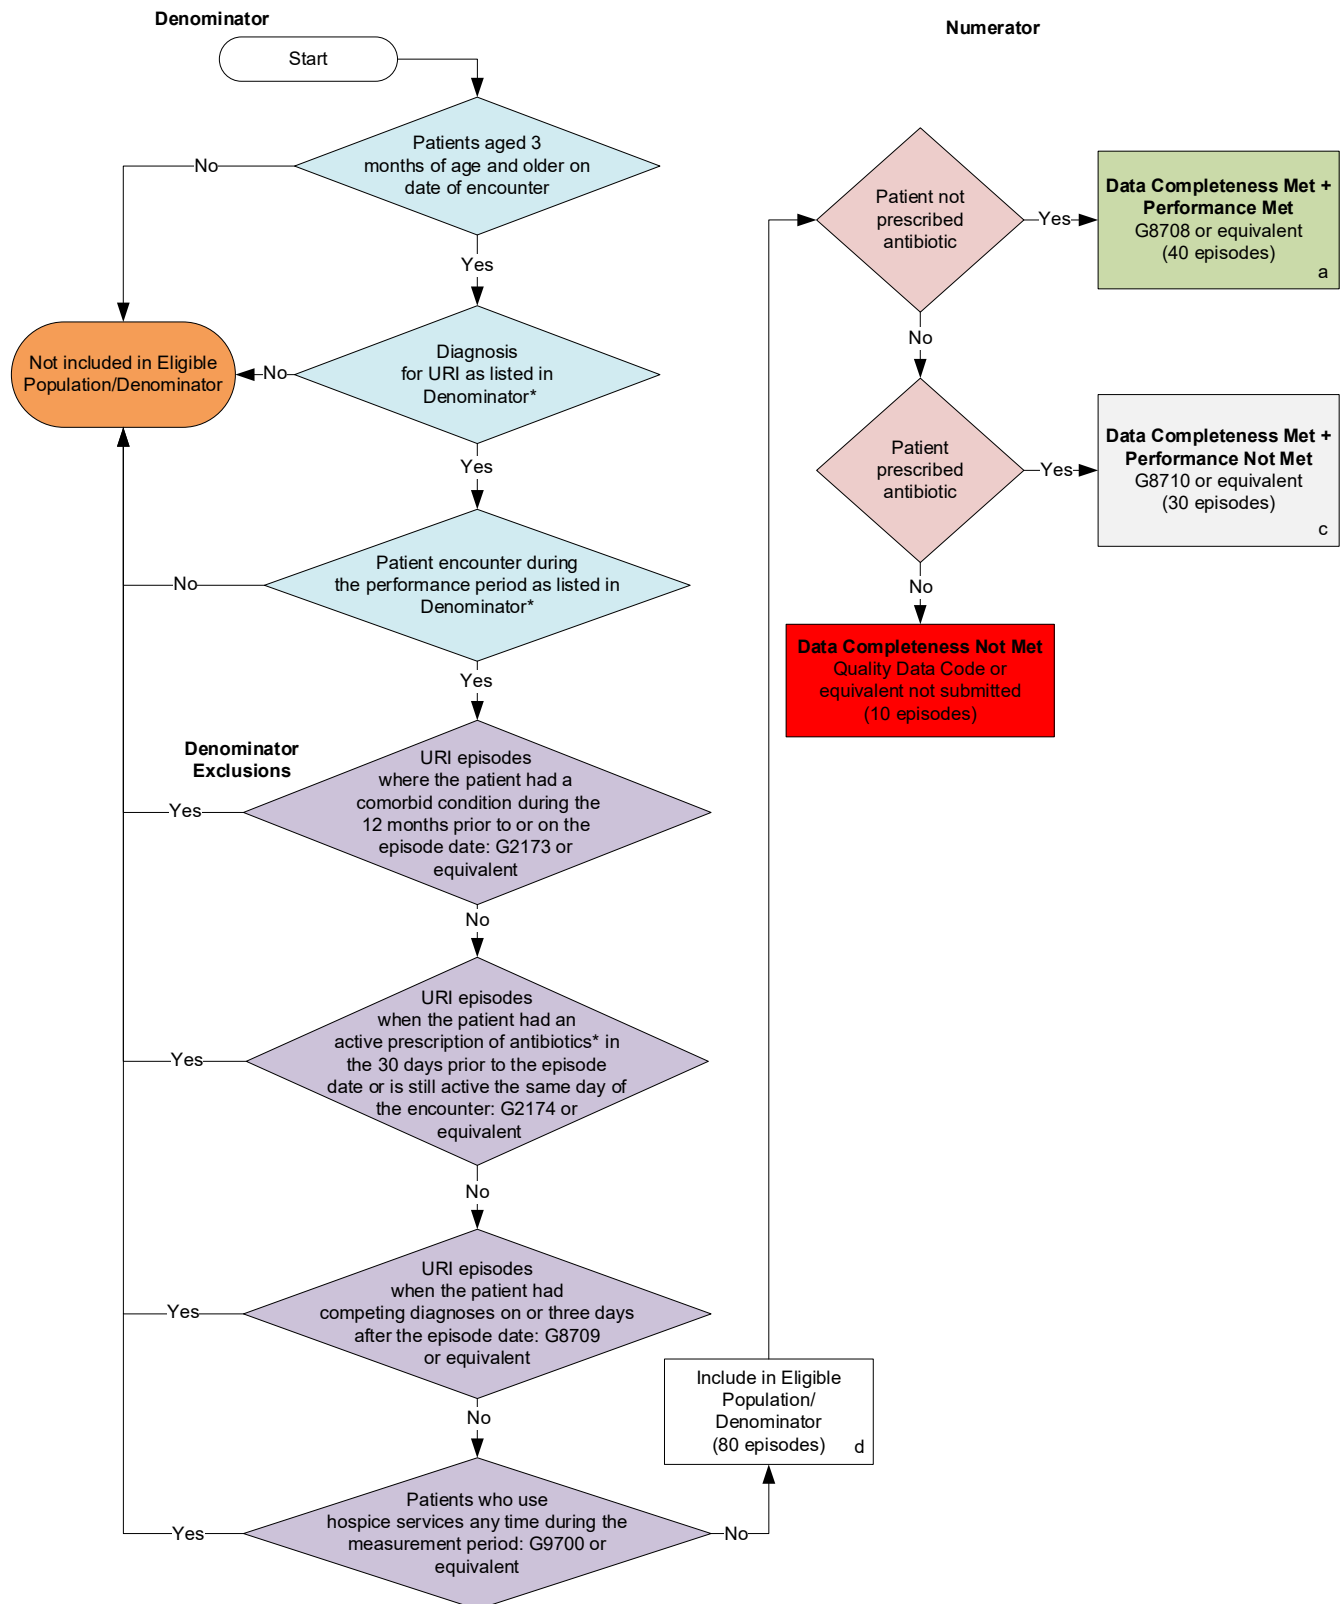 Denominator
Numerator
Start
Patients aged 3
months of age and older on
date of encounter
No
Yes
Not included in Eligible
Population/Denominator
No
Diagnosis
for URI as listed in
Denominator*
Yes
Patient encounter during
the performance period as listed in
Denominator*
No
Yes
Denominator
Exclusions
URI episodes
where the patient had a
comorbid condition during the
12 months prior to or on the
episode date: G2173 or
equivalent
Yes
No
URI episodes
when the patient had an
active prescription of antibiotics* in
the 30 days prior to the episode
date or is still active the same day of
the encounter: G2174 or
equivalent
Yes
No
URI episodes
when the patient had
competing diagnoses on or three days
after the episode date: G8709
or equivalent
Yes
No
Patients who use
hospice services any time during the
measurement period: G9700 or
equivalent
Yes
No
Include in Eligible
Population/
Denominator
(80 episodes)
d
Patient not
prescribed
antibiotic
Yes
Data Completeness Met +
Performance Met
G8708 or equivalent
(40 episodes)
a
No
Patient
prescribed
antibiotic
Yes
Data Completeness Met +
Performance Not Met
G8710 or equivalent
(30 episodes)
c
No
Data Completeness Not Met
Quality Data Code or
equivalent not submitted
(10 episodes)